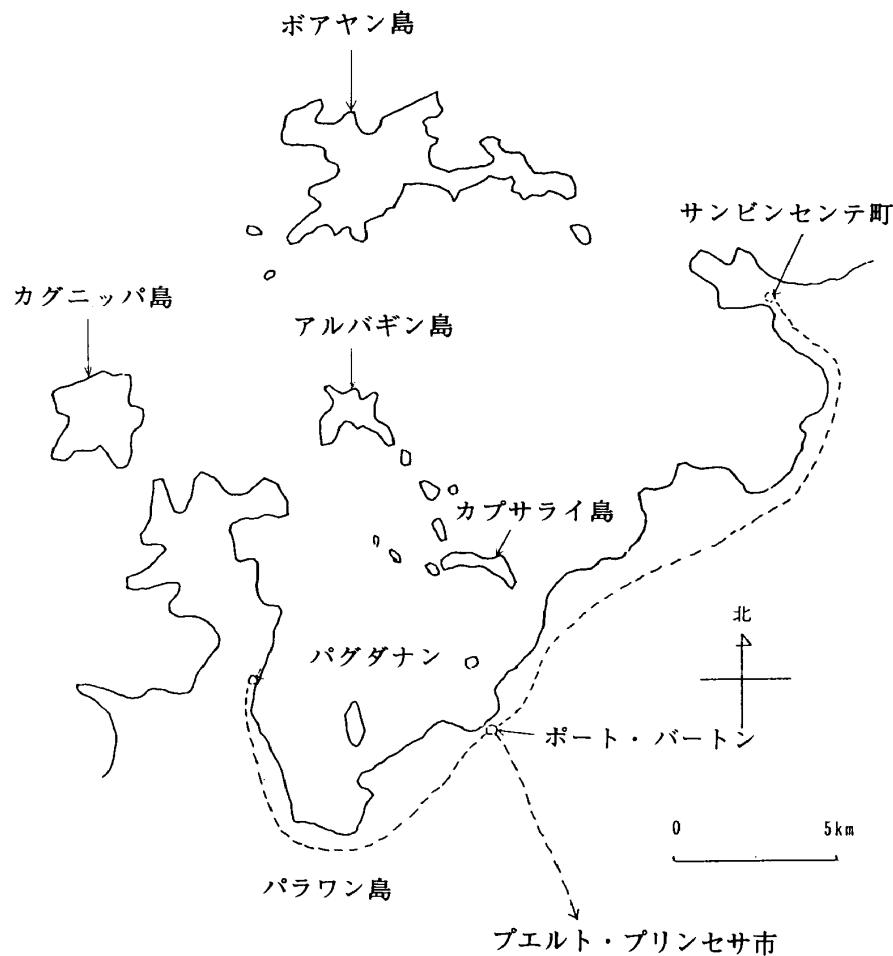 ボアヤン島
サンビンセンテ町
カグニッパ島
アルバギン島
カプサライ島
北
パグダナン
ポート・バートン
0 5km
パラワン島
プエルト・プリンセサ市